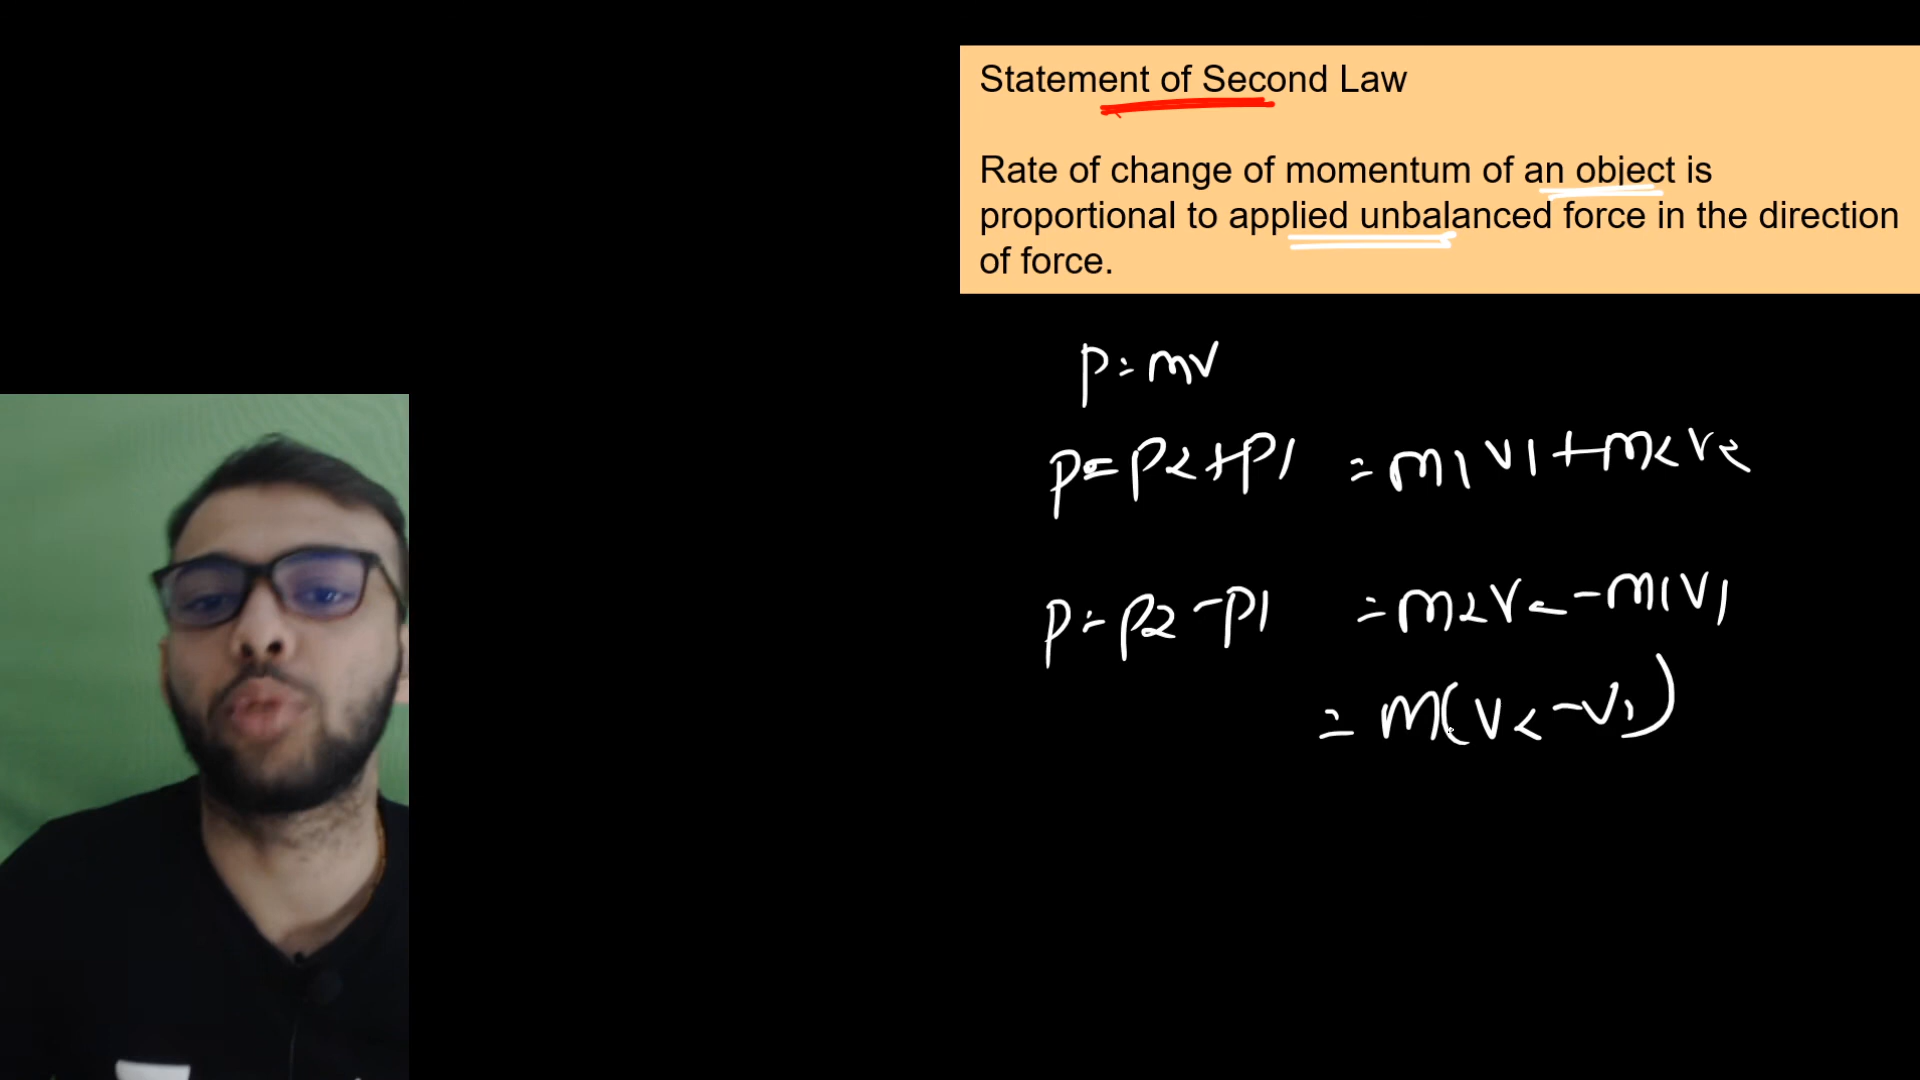 Statement of Second Law
Rate of change of momentum of an object is
proportional to applied unbalanced force in the direction
of force.
p=mv
p=p2+p1 =m1v1+m2v2
p=p2-p1 =m2v2-m1v1
=m(v2-v1)